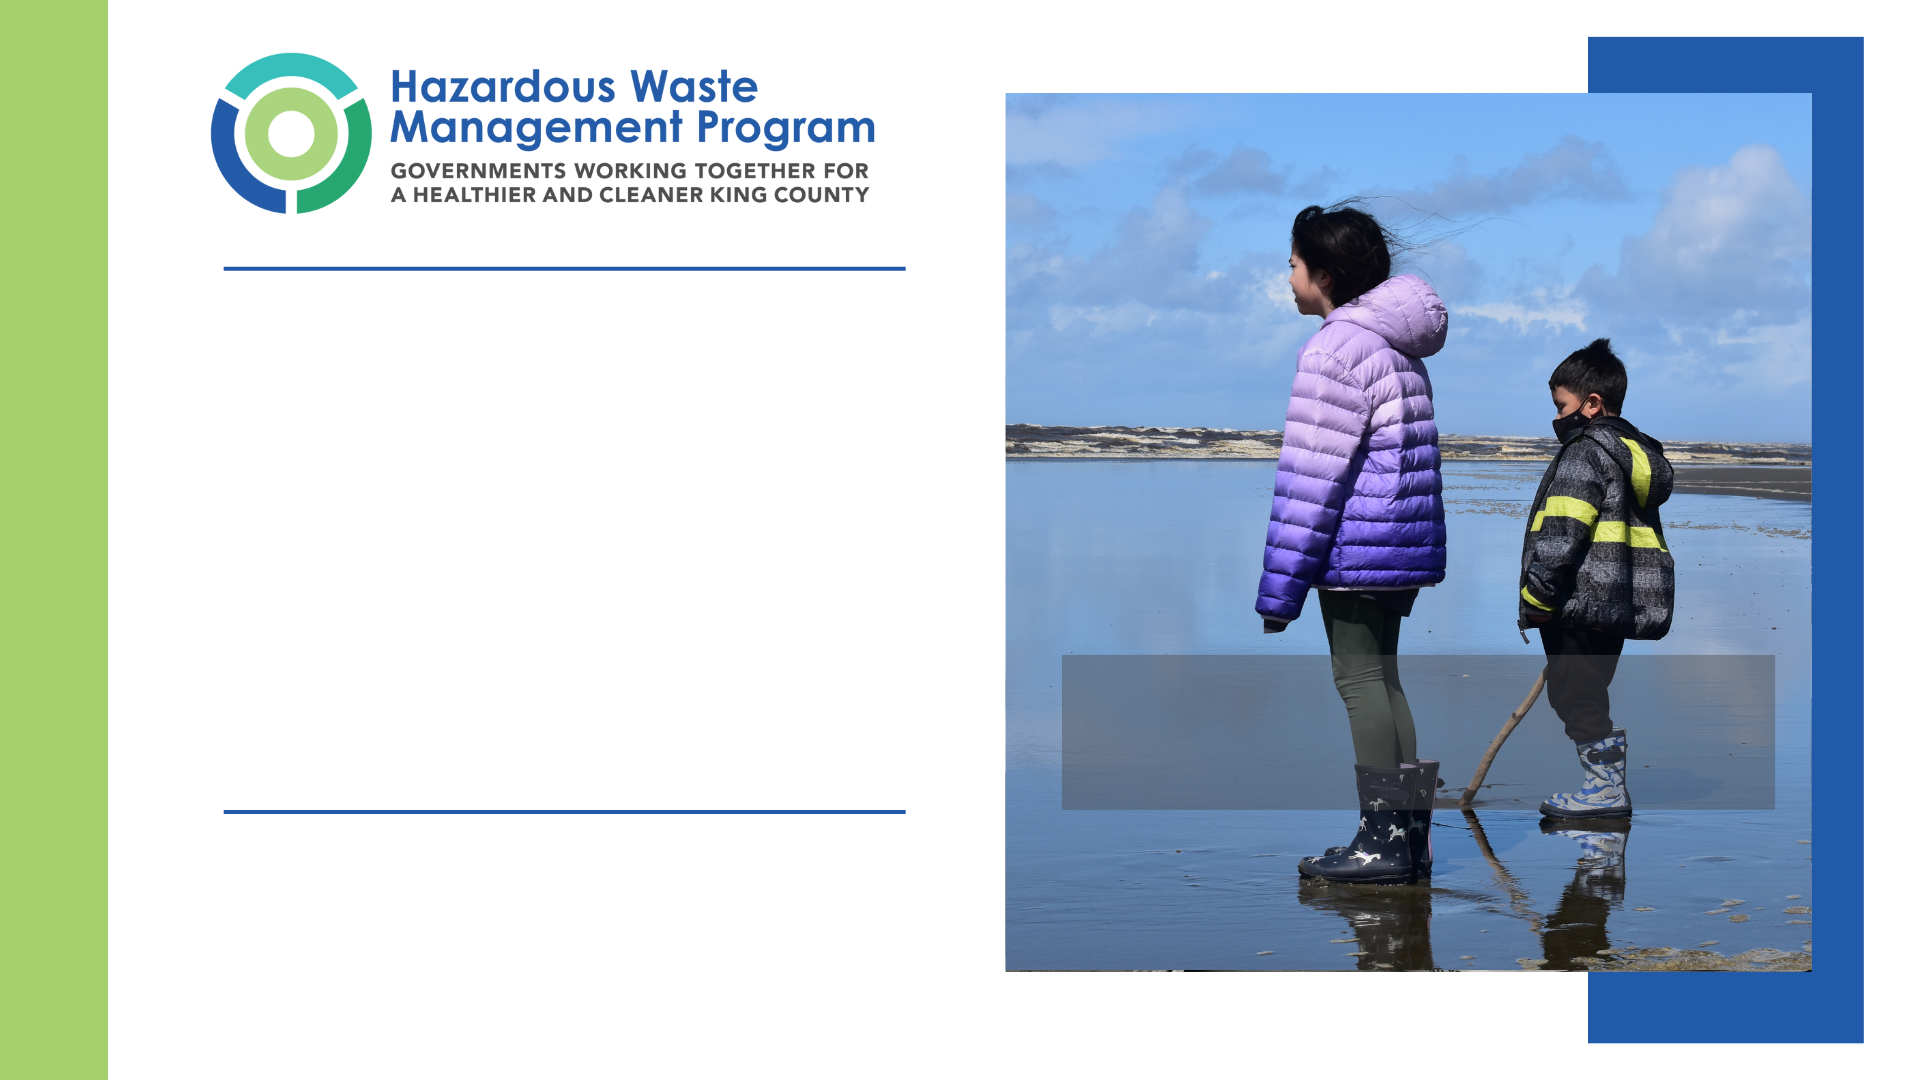 Hazardous Waste
Management Program
GOVERNMENTS WORKING TOGETHER FOR
A HEALTHIER AND CLEANER KING COUNTY